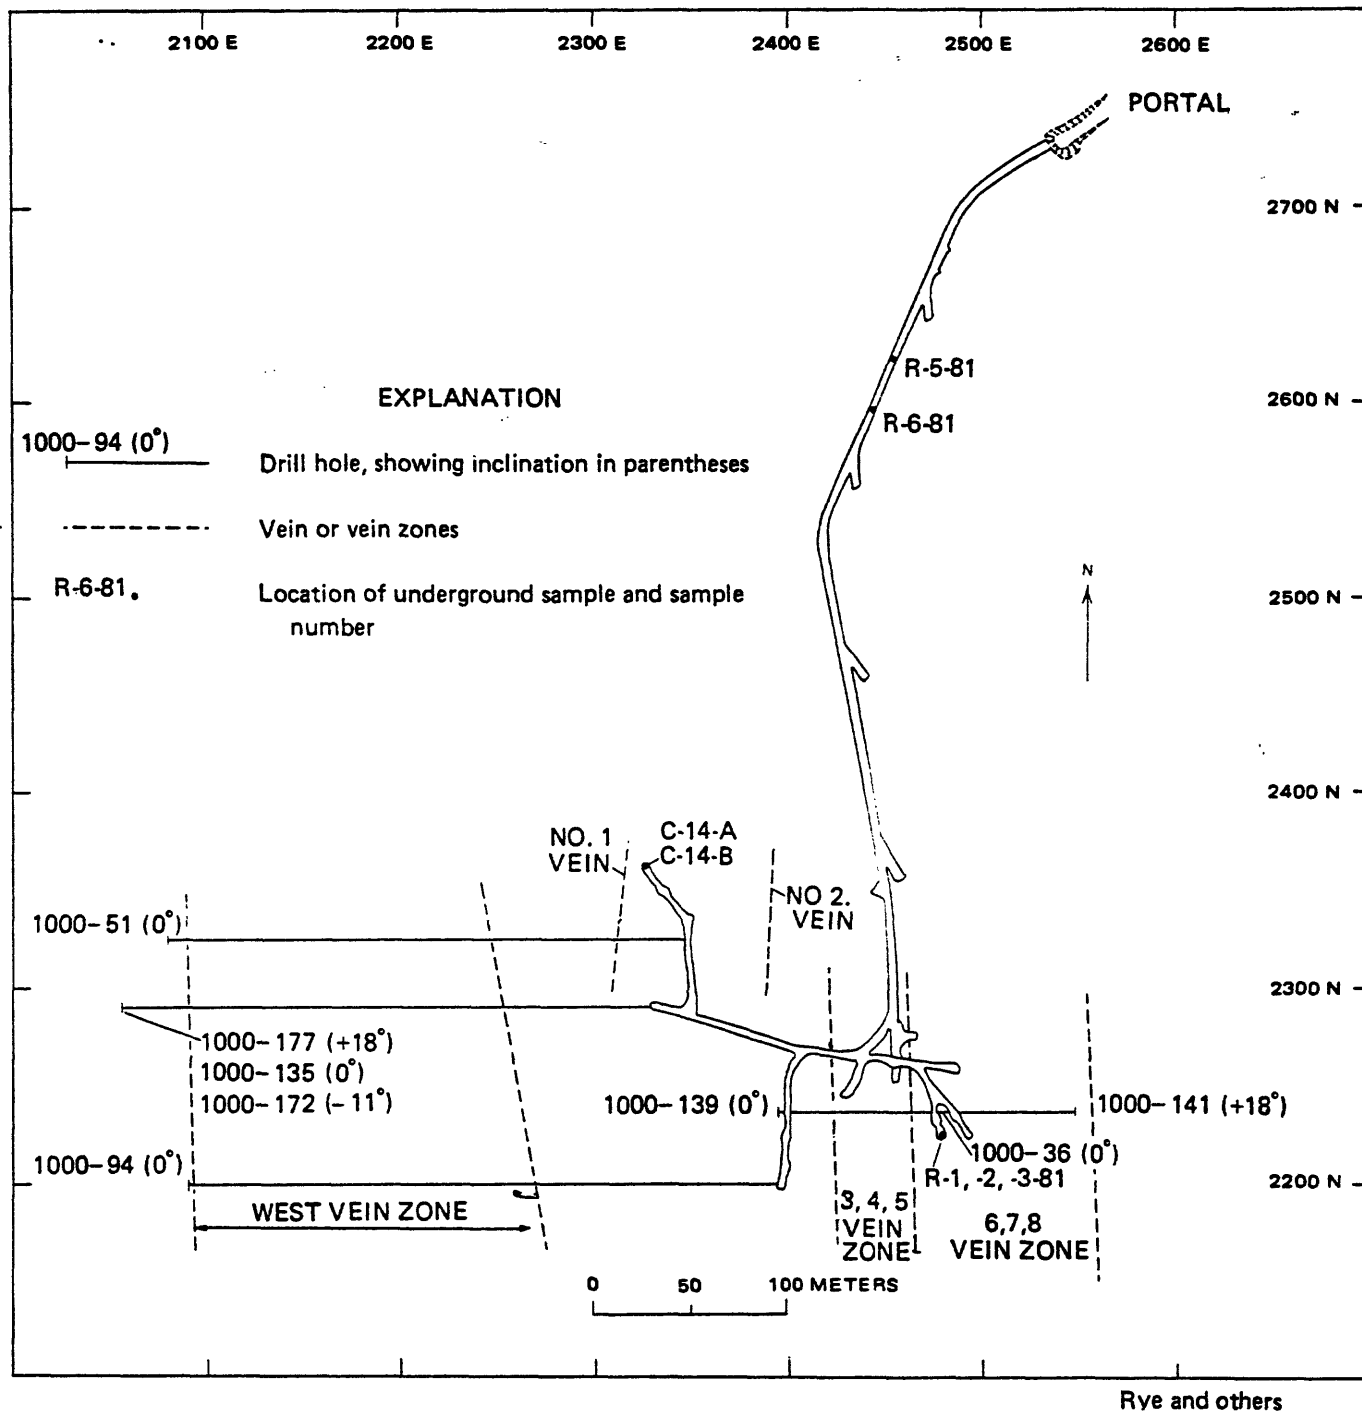 2100 E 2200 E 2300 E 2400 E 2500 E 2600 E
PORTAL
2700 N
R-5-81
EXPLANATION
2600 N
R-6-81
1000-94 (0°)
Drill hole, showing inclination in parentheses
Vein or vein zones
N
R-6-81
Location of underground sample and sample
number
2500 N
2400 N
NO. 1
VEIN
C-14-A
C-14-B
NO 2.
VEIN
1000-51 (0°)
2300 N
1000-177 (+18°)
1000-135 (0°)
1000-172 (-11°)
1000-139 (0°)
1000-141 (+18°)
1000-36 (0°)
1000-94 (0°)
R-1, -2, -3-81
2200 N
WEST VEIN ZONE
3, 4, 5
VEIN
ZONE
6,7,8
VEIN ZONE
0 50 100 METERS
Rye and others